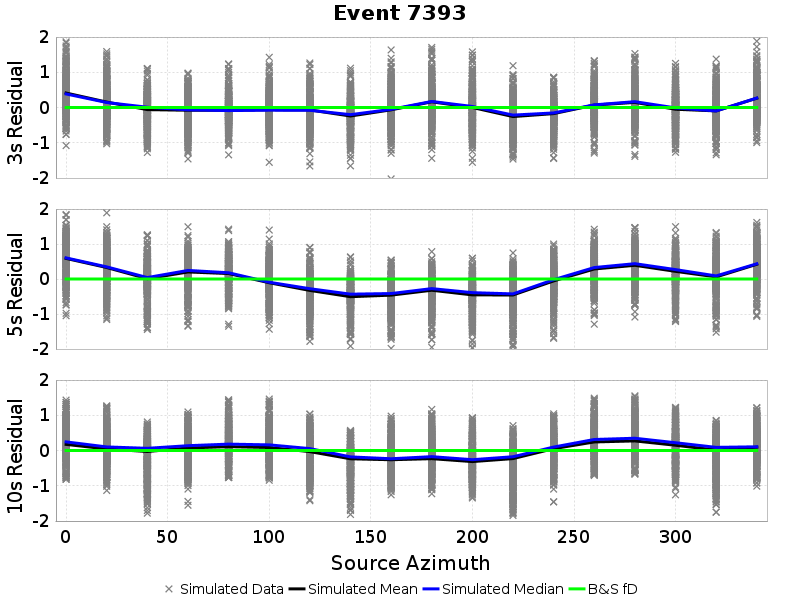 Event 7393
3s Residual
2
1
0
-1
-2
5s Residual
2
1
0
-1
-2
10s Residual
2
1
0
-1
-2
0 50 100 150 200 250 300
Source Azimuth
Simulated Data Simulated Mean Simulated Median B&S fD